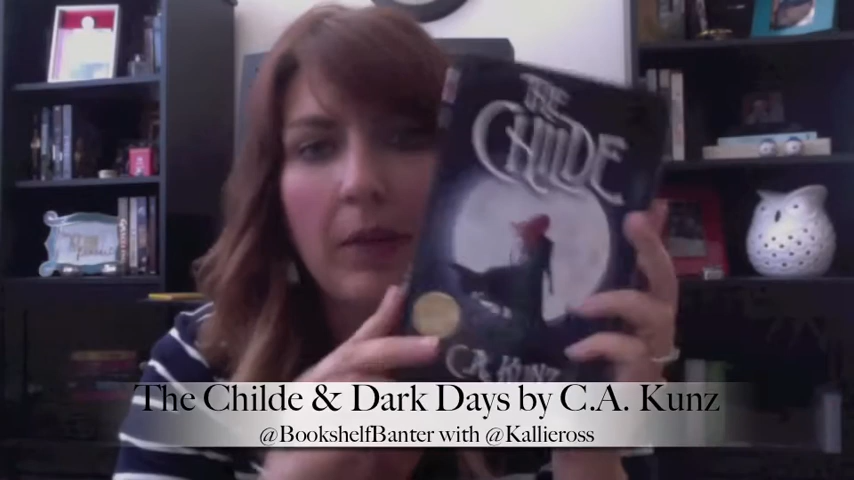 THE
CHILDE
C.A. KUNZ
The Childe & Dark Days by C.A. Kunz
@BookshelfBanter with @Kallieross